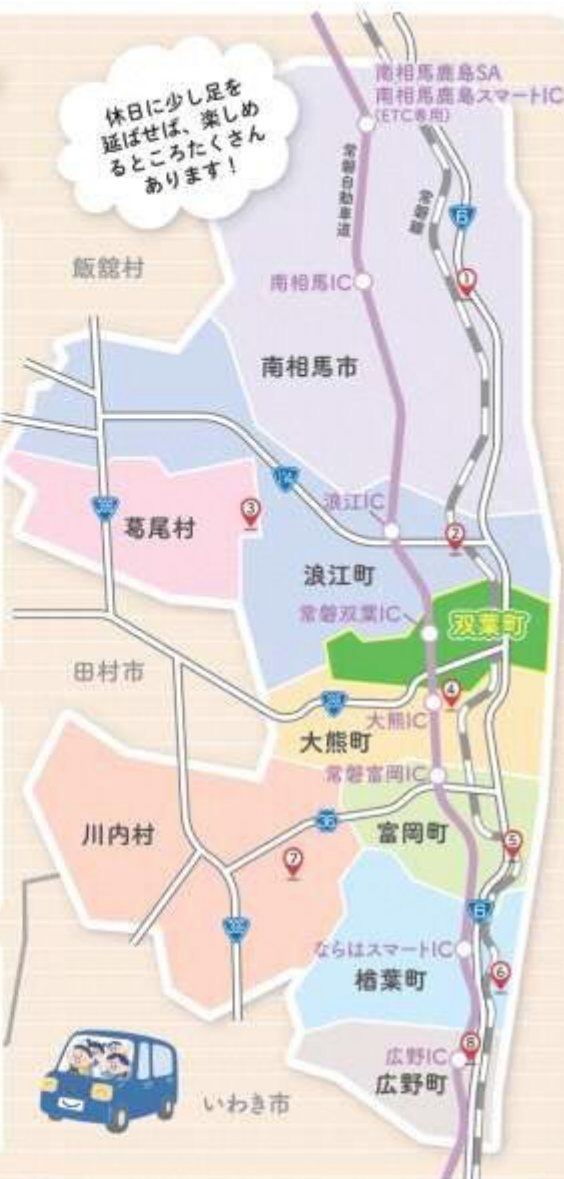 休日に少し足を
延ばせば、楽しめ
るところたくさん
あります!
南相馬鹿島SA
南相馬鹿島スマートIC
(ETC専用)
常磐自動車道
常磐線
6
①
飯舘村
南相馬IC
南相馬市
114
399
③
葛尾村
浪江IC
②
浪江町
常磐双葉IC
双葉町
田村市
④
大熊IC
大熊町
常磐富岡IC
36
富岡町
川内村
⑤
⑦
6
399
ならはスマートIC
楢葉町
⑥
⑧
広野IC
広野町
いわき市